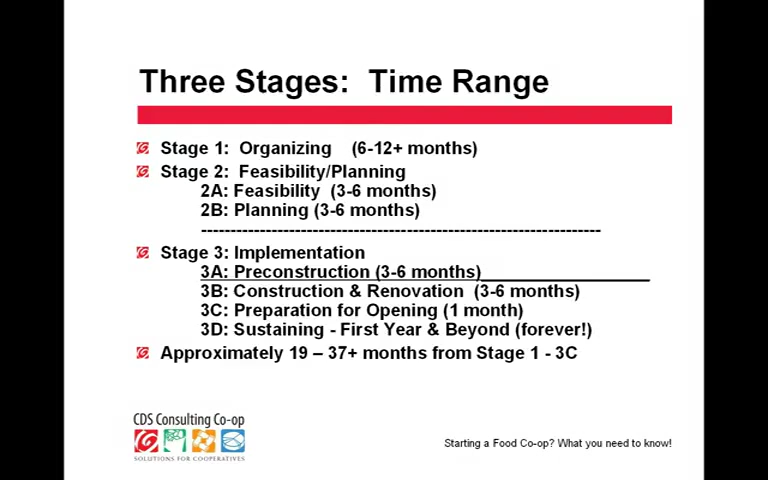 Three Stages:  Time Range
Stage 1:  Organizing    (6-12+ months)
Stage 2:  Feasibility/Planning
2A: Feasibility  (3-6 months)
2B: Planning (3-6 months)
-------------------------------------------------------------------
Stage 3: Implementation
3A: Preconstruction (3-6 months)___________________
3B: Construction & Renovation  (3-6 months)
3C: Preparation for Opening (1 month)
3D: Sustaining - First Year & Beyond (forever!)
Approximately 19 – 37+ months from Stage 1 - 3C
CDS Consulting Co-op
SOLUTIONS FOR COOPERATIVES
Starting a Food Co-op? What you need to know!